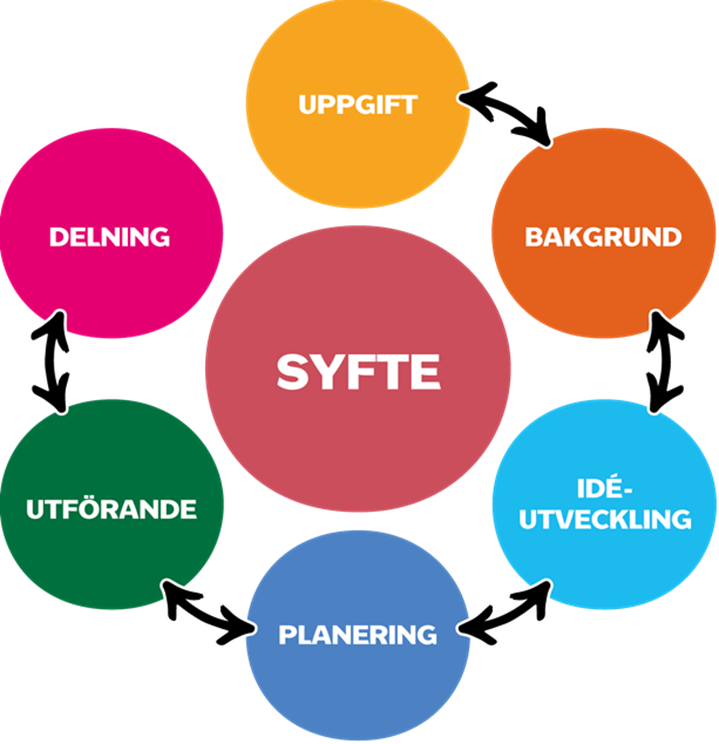 UPPGIFT
BAKGRUND
IDÉ-
UTVECKLING
PLANERING
UTFÖRANDE
DELNING
SYFTE